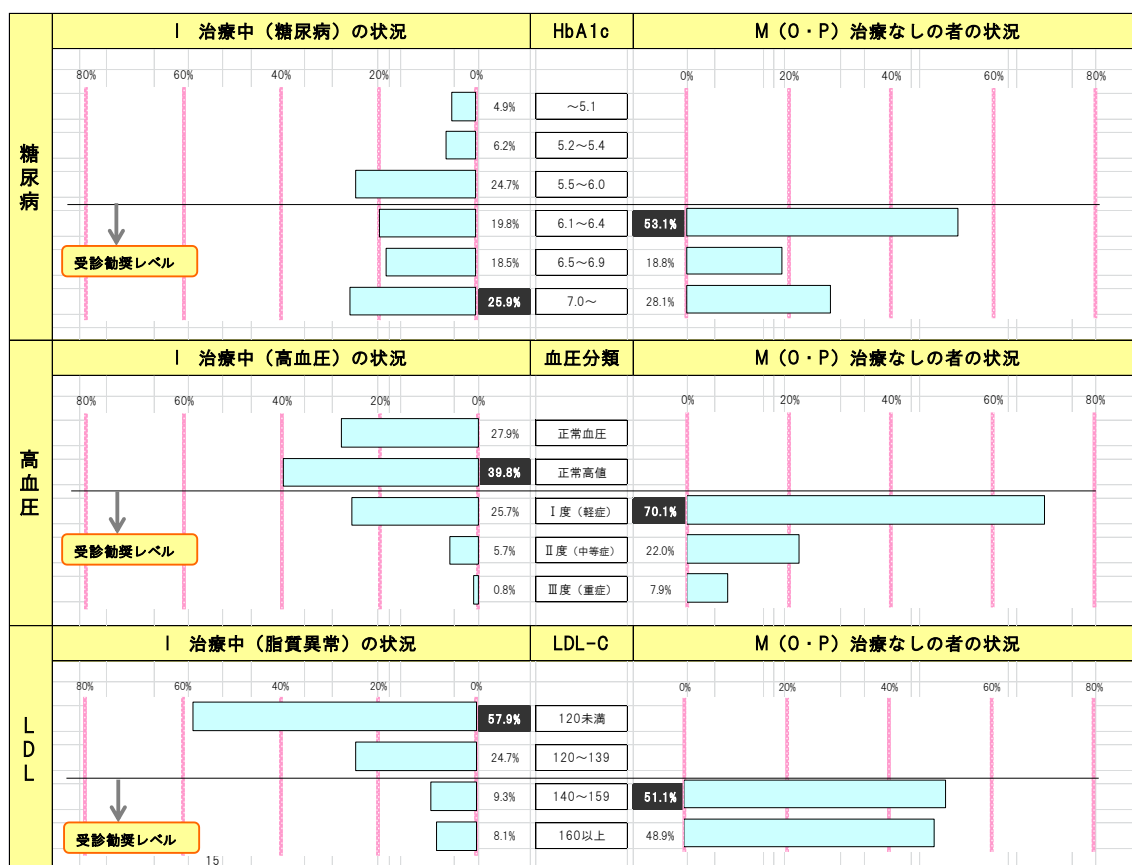 Ⅰ 治療中（糖尿病）の状況 HbA1c M（O・P）治療なしの者の状況
80% 60% 40% 20% 0% 0% 20% 40% 60% 80%
糖尿病
4.9% ～5.1
6.2% 5.2～5.4
24.7% 5.5～6.0
19.8% 6.1～6.4 53.1%
受診勧奨レベル
18.5% 6.5～6.9 18.8%
25.9% 7.0～ 28.1%
Ⅰ 治療中（高血圧）の状況 血圧分類 M（O・P）治療なしの者の状況
80% 60% 40% 20% 0% 0% 20% 40% 60% 80%
高血圧
27.9% 正常血圧
39.8% 正常高値
25.7% Ⅰ度（軽症） 70.1%
受診勧奨レベル
5.7% Ⅱ度（中等症） 22.0%
0.8% Ⅲ度（重症） 7.9%
Ⅰ 治療中（脂質異常）の状況 LDL-C M（O・P）治療なしの者の状況
80% 60% 40% 20% 0% 0% 20% 40% 60% 80%
LDL
57.9% 120未満
24.7% 120～139
9.3% 140～159 51.1%
受診勧奨レベル
8.1% 160以上 48.9%
15